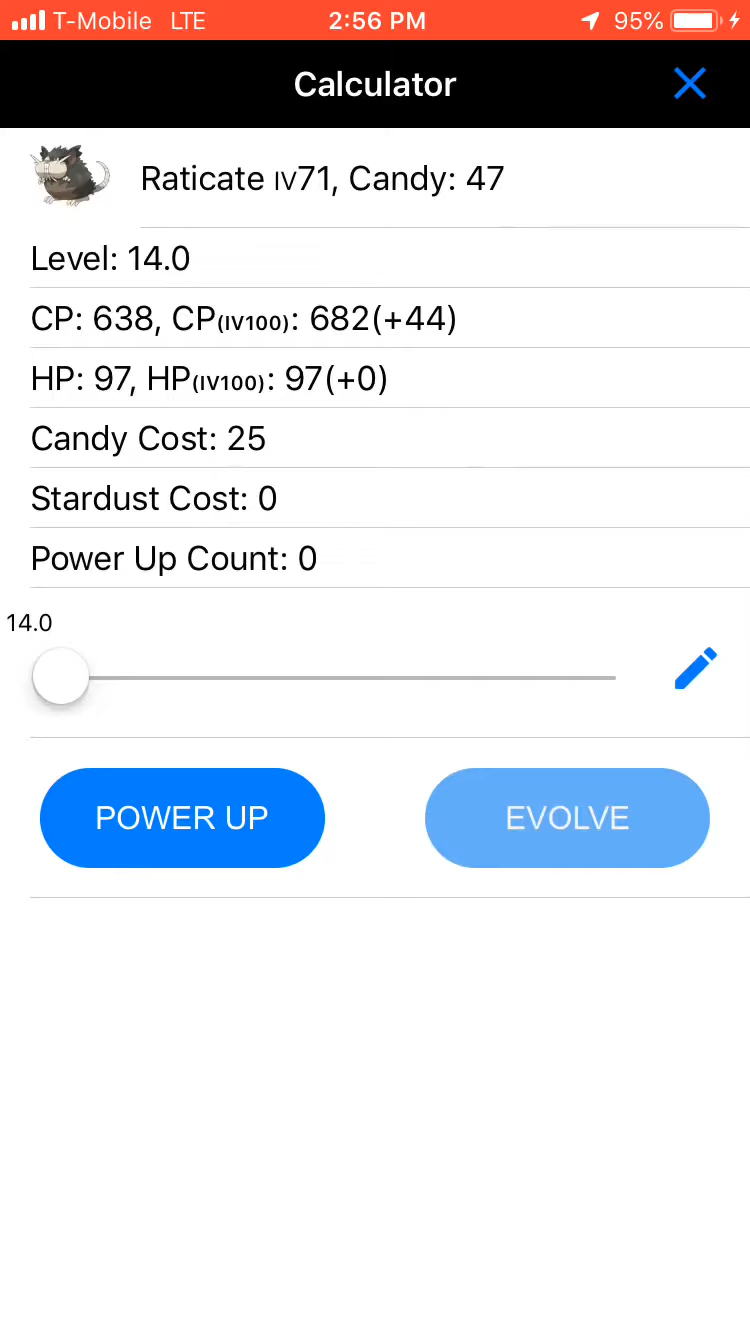 T-Mobile LTE 2:56 PM 95%
Calculator
Raticate IV71, Candy: 47
Level: 14.0
CP: 638, CP(IV100): 682(+44)
HP: 97, HP(IV100): 97(+0)
Candy Cost: 25
Stardust Cost: 0
Power Up Count: 0
14.0
POWER UP EVOLVE